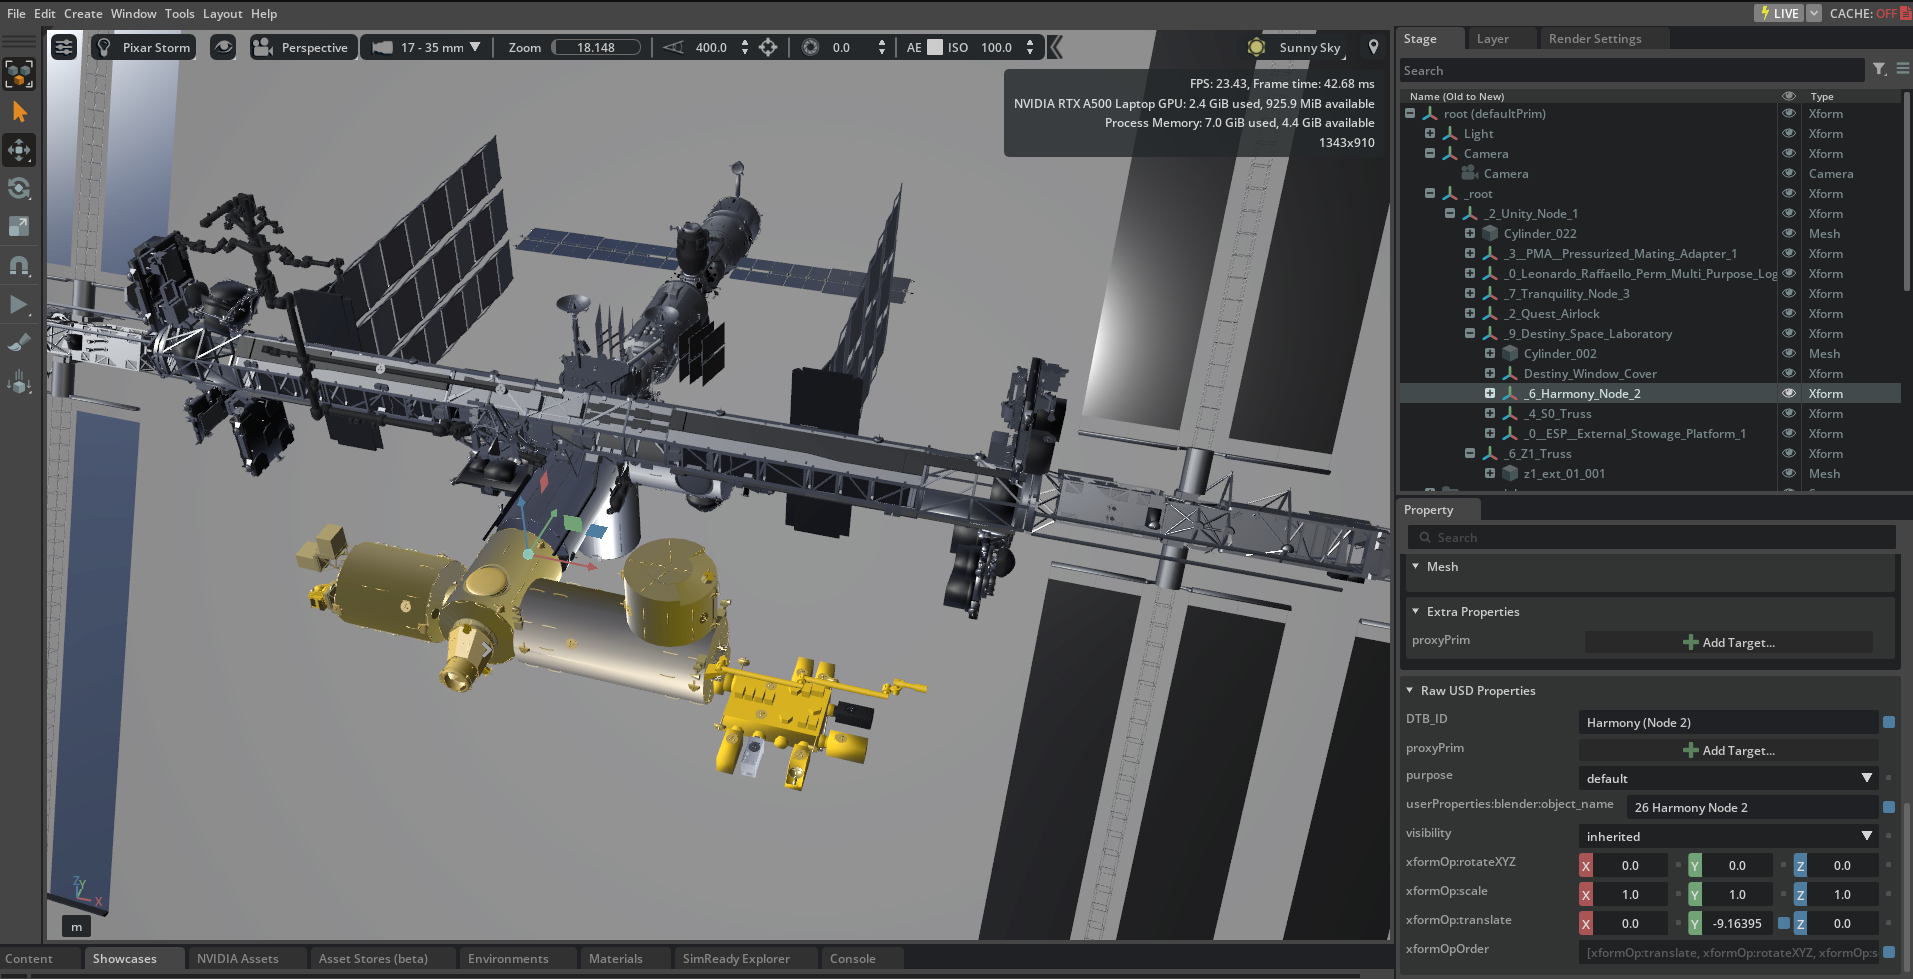 File Edit Create Window Tools Layout Help
LIVE CACHE: OFF
Pixar Storm Perspective 17 - 35 mm Zoom 18.148 400.0 0.0 AE ISO 100.0 Sunny Sky
FPS: 23.43, Frame time: 42.68 ms
NVIDIA RTX A500 Laptop GPU: 2.4 GiB used, 925.9 MiB available
Process Memory: 7.0 GiB used, 4.4 GiB available
1343x910
Z Y X
m
Content Showcases NVIDIA Assets Asset Stores (beta) Environments Materials SimReady Explorer Console
Stage Layer Render Settings
Search
Name (Old to New) Type
root (defaultPrim) Xform
Light Xform
Camera Xform
Camera Camera
_root Xform
_2_Unity_Node_1 Xform
Cylinder_022 Mesh
_3__PMA__Pressurized_Mating_Adapter_1 Xform
_0_Leonardo_Raffaello_Perm_Multi_Purpose_Log Xform
_7_Tranquility_Node_3 Xform
_2_Quest_Airlock Xform
_9_Destiny_Space_Laboratory Xform
Cylinder_002 Mesh
Destiny_Window_Cover Xform
_6_Harmony_Node_2 Xform
_4_S0_Truss Xform
_0__ESP__External_Stowage_Platform_1 Xform
_6_Z1_Truss Xform
z1_ext_01_001 Mesh
Property
Search
Mesh
Extra Properties
proxyPrim Add Target...
Raw USD Properties
DTB_ID Harmony (Node 2)
proxyPrim Add Target...
purpose default
userProperties:blender:object_name 26 Harmony Node 2
visibility inherited
xformOp:rotateXYZ X 0.0 Y 0.0 Z 0.0
xformOp:scale X 1.0 Y 1.0 Z 1.0
xformOp:translate X 0.0 Y -9.16395 Z 0.0
xformOpOrder [xformOp:translate, xformOp:rotateXYZ, xformOp:s